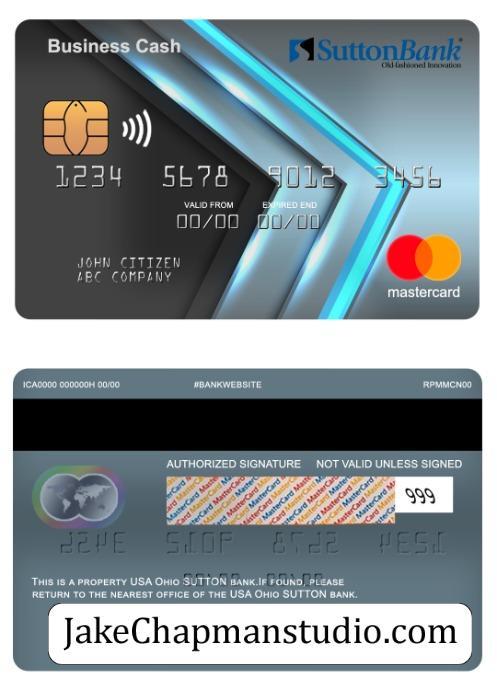 Business Cash
SuttonBank
Old-fashioned Innovation
1234 5678 9012 3456
VALID FROM EXPIRED END
00/00 00/00
JOHN CITIZEN
ABC COMPANY
mastercard
ICA0000 000000H 00/00 #BANKWEBSITE RPMMCN00
AUTHORIZED SIGNATURE NOT VALID UNLESS SIGNED
MasterCard MasterCard MasterCard
999
THIS IS A PROPERTY USA OHIO SUTTON BANK.IF FOUND, PLEASE
RETURN TO THE NEAREST OFFICE OF THE USA OHIO SUTTON BANK.
JakeChapmanstudio.com